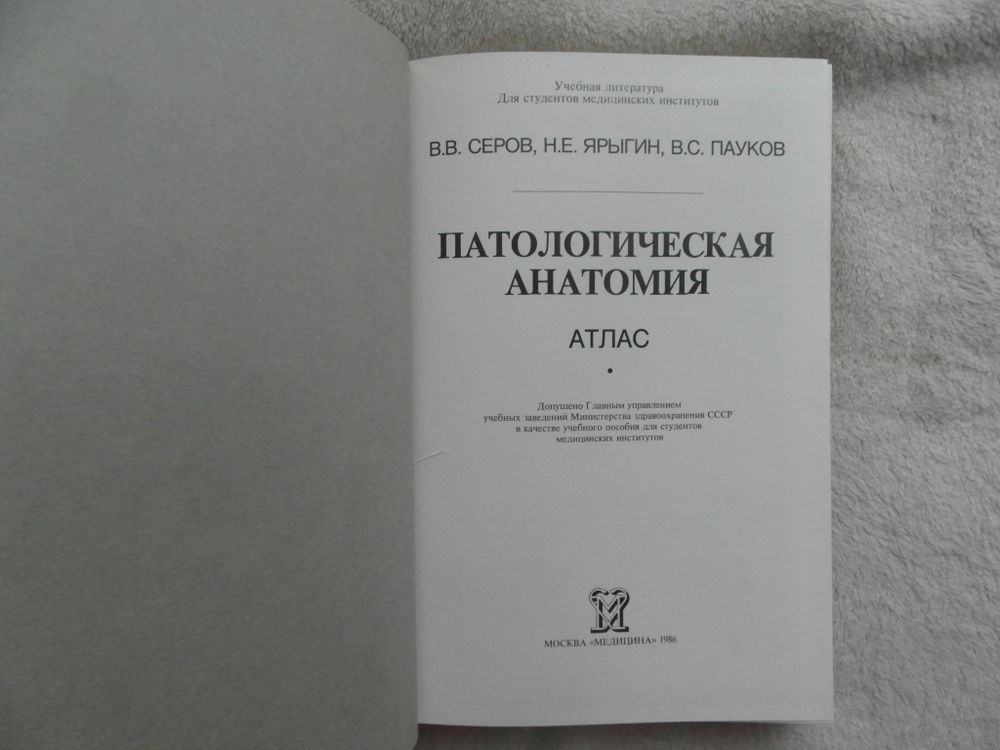 Учебная литература
Для студентов медицинских институтов
В.В. СЕРОВ, Н.Е. ЯРЫГИН, В.С. ПАУКОВ
ПАТОЛОГИЧЕСКАЯ
АНАТОМИЯ
АТЛАС
Допущено Главным управлением
учебных заведений Министерства здравоохранения СССР
в качестве учебного пособия для студентов
медицинских институтов
МОСКВА «МЕДИЦИНА» 1986